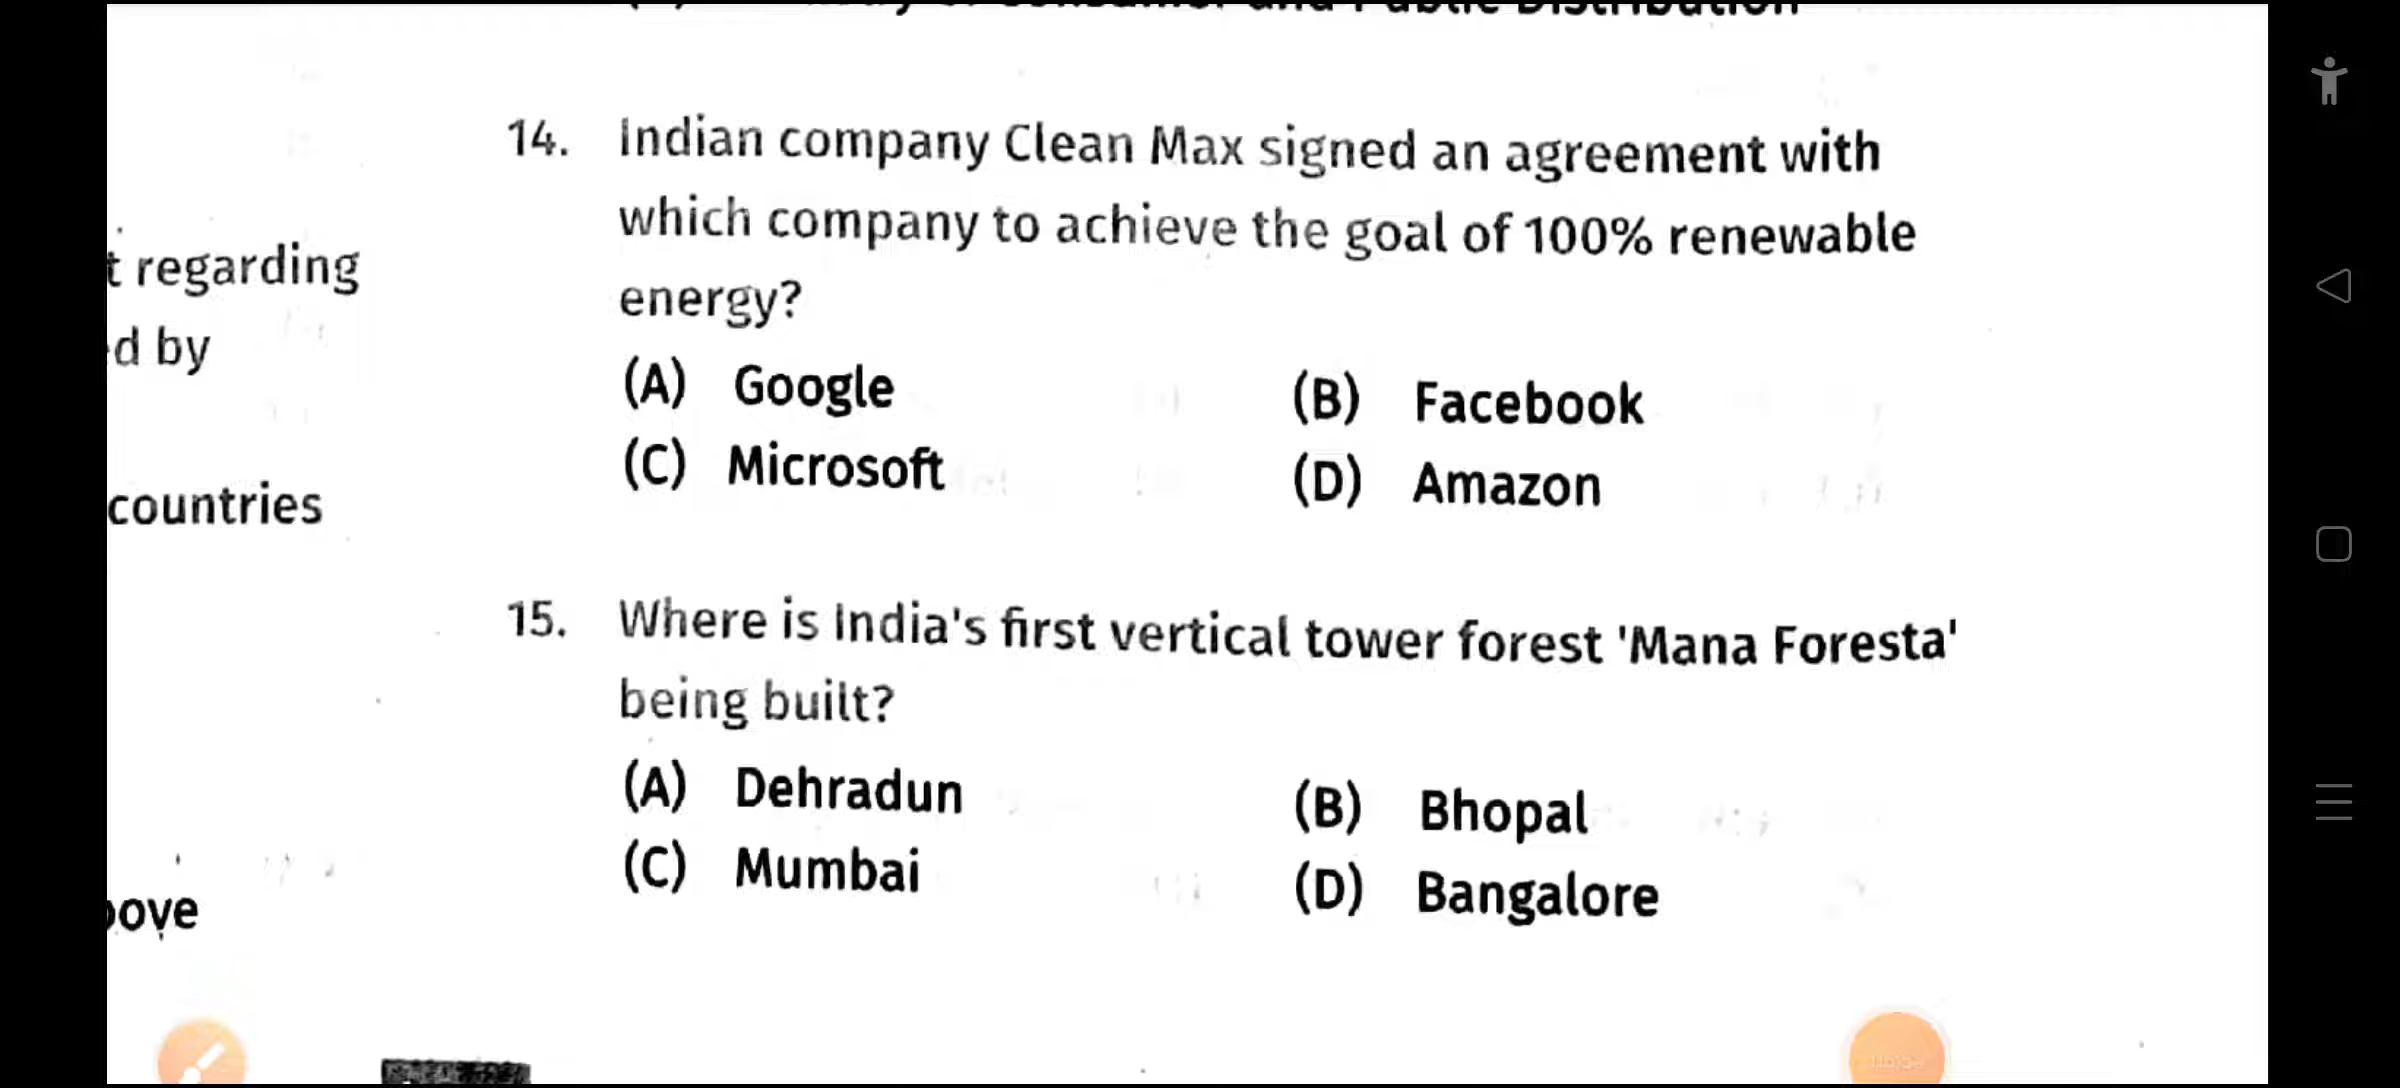 t regarding
d by
countries
ove
14. Indian company Clean Max signed an agreement with
which company to achieve the goal of 100% renewable
energy?
(A) Google (B) Facebook
(C) Microsoft (D) Amazon
15. Where is India's first vertical tower forest 'Mana Foresta'
being built?
(A) Dehradun (B) Bhopal
(C) Mumbai (D) Bangalore